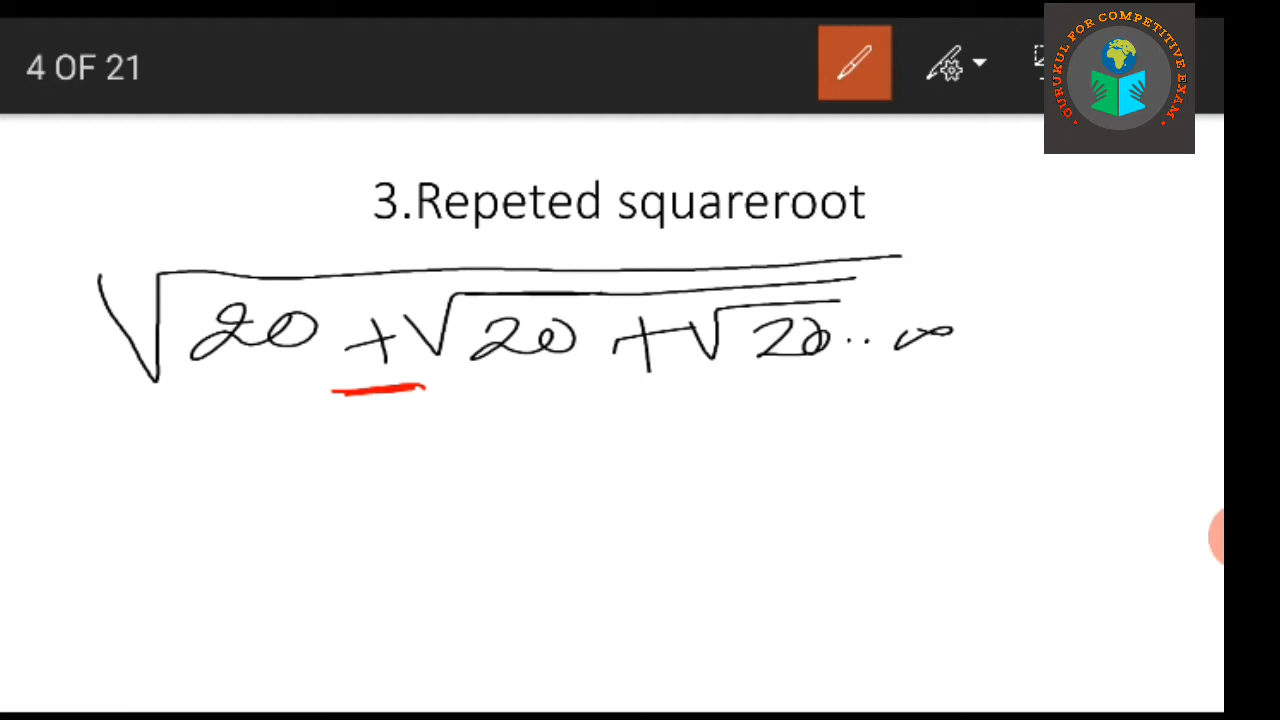 4 OF 21
GURUKUL FOR COMPETITIVE EXAM
3.Repeted squareroot
√20 +√20 +√20.. ∞